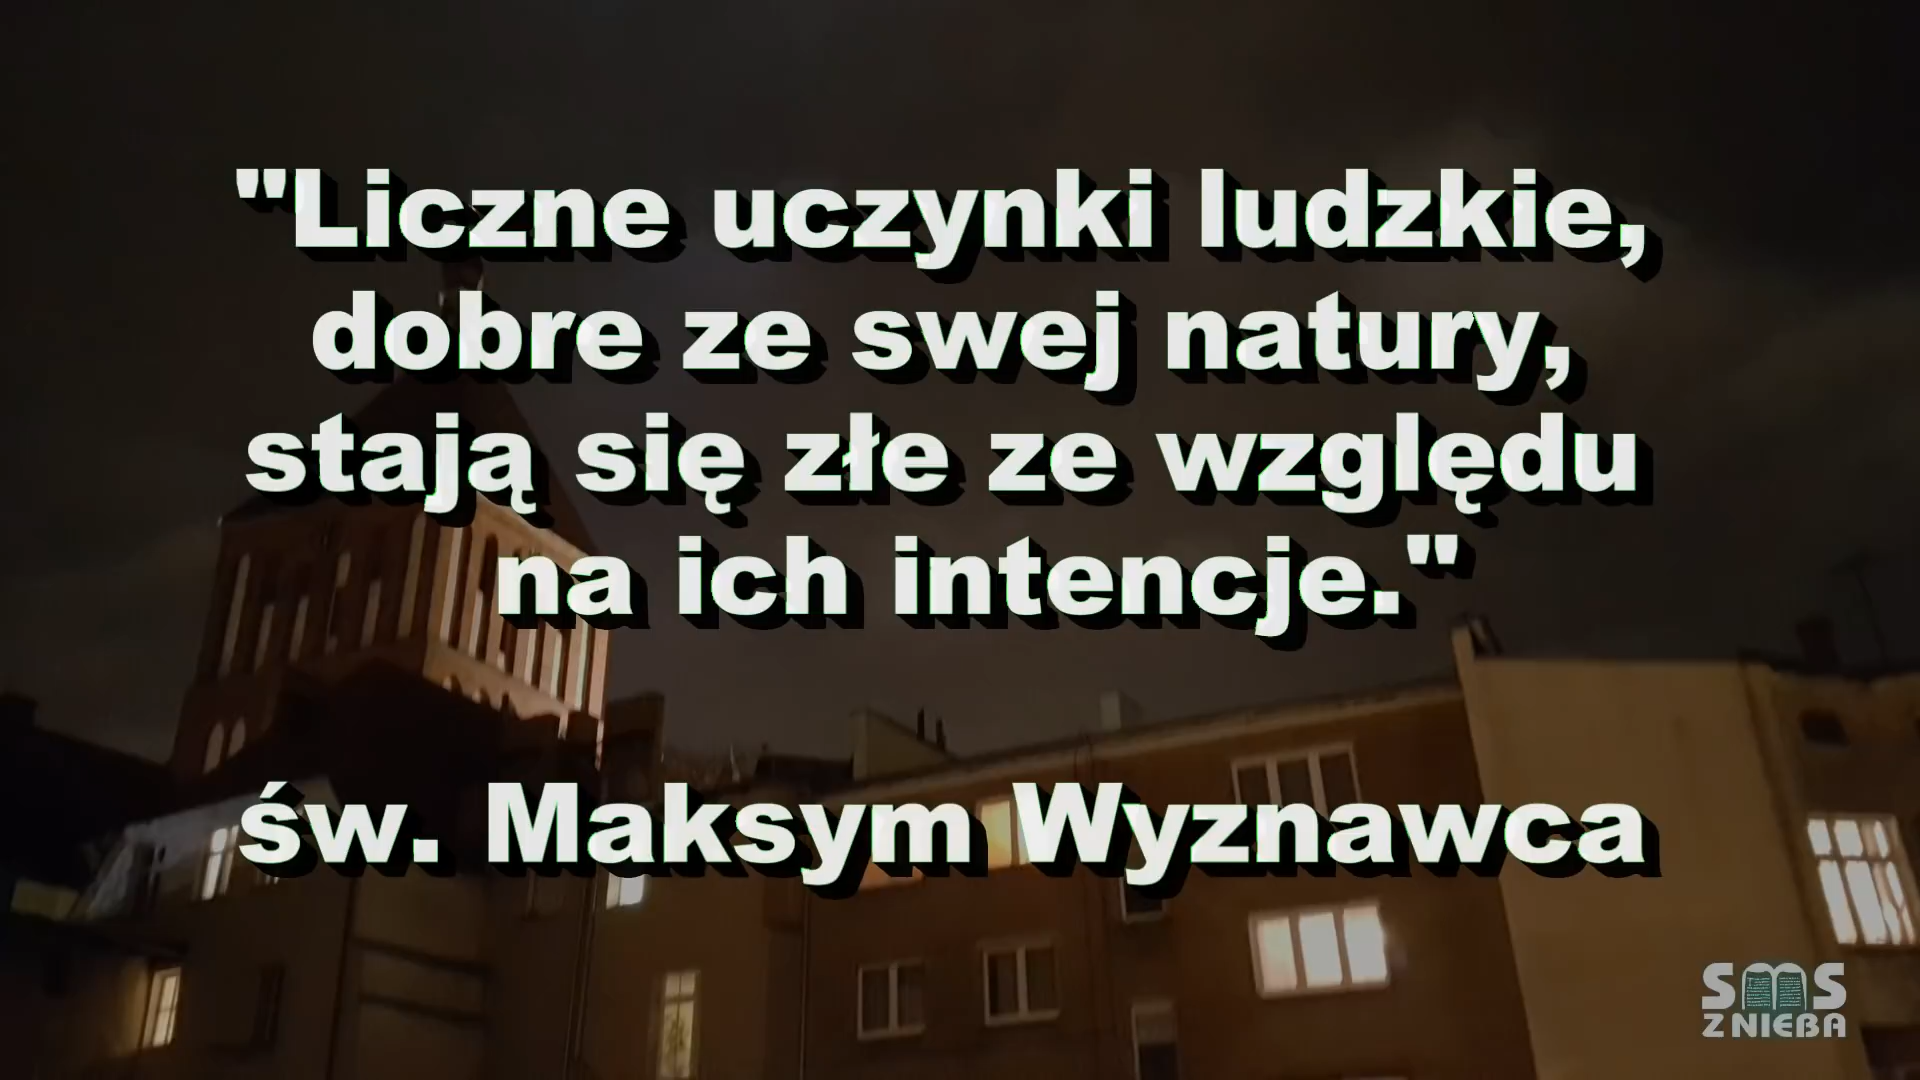 "Liczne uczynki ludzkie,
dobre ze swej natury,
stają się złe ze względu
na ich intencje."
św. Maksym Wyznawca
SMS
Z NIEBA